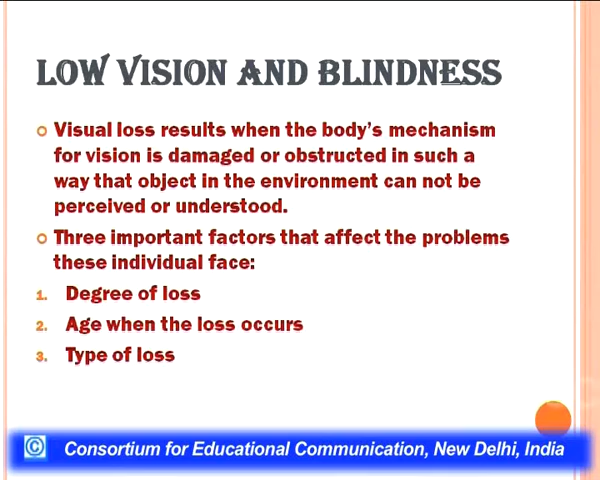 LOW VISION AND BLINDNESS
Visual loss results when the body's mechanism
for vision is damaged or obstructed in such a
way that object in the environment can not be
perceived or understood.
Three important factors that affect the problems
these individual face:
1. Degree of loss
2. Age when the loss occurs
3. Type of loss
© Consortium for Educational Communication, New Delhi, India